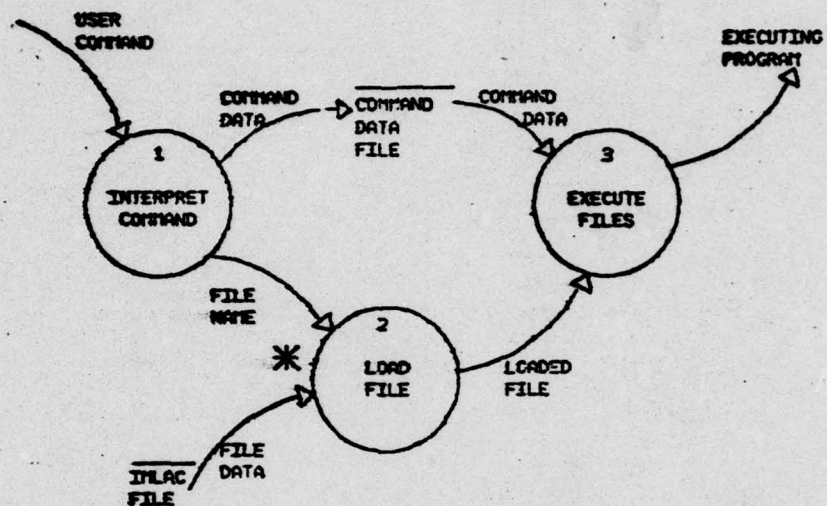 USER
COMMAND
EXECUTING
PROGRAM
COMMAND
DATA
COMMAND
DATA
FILE
COMMAND
DATA
1
INTERPRET
COMMAND
3
EXECUTE
FILES
FILE
NAME
2
LOAD
FILE
*
LOADED
FILE
IMLAC
FILE
FILE
DATA